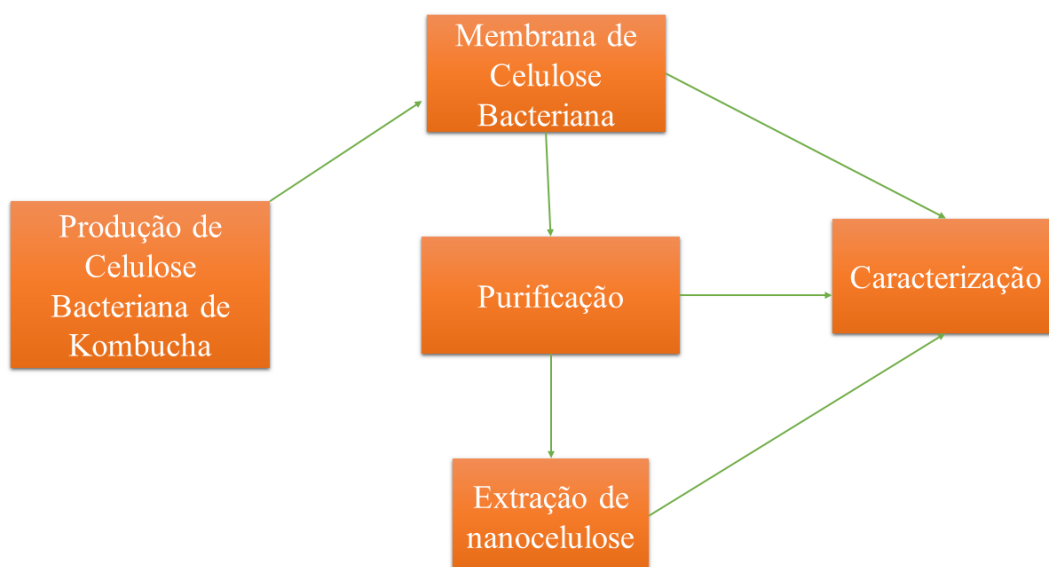 Membrana de
Celulose
Bacteriana
Produção de
Celulose
Bacteriana de
Kombucha
Purificação
Caracterização
Extração de
nanocelulose